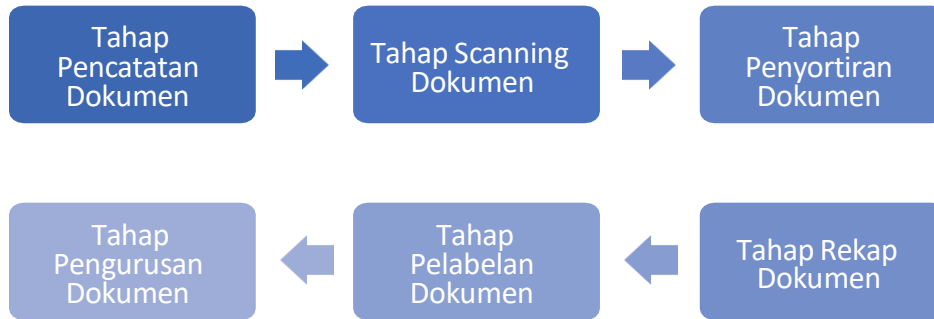 Tahap
Pencatatan
Dokumen
Tahap Scanning
Dokumen
Tahap
Penyortiran
Dokumen
Tahap Rekap
Dokumen
Tahap
Pelabelan
Dokumen
Tahap
Pengurusan
Dokumen